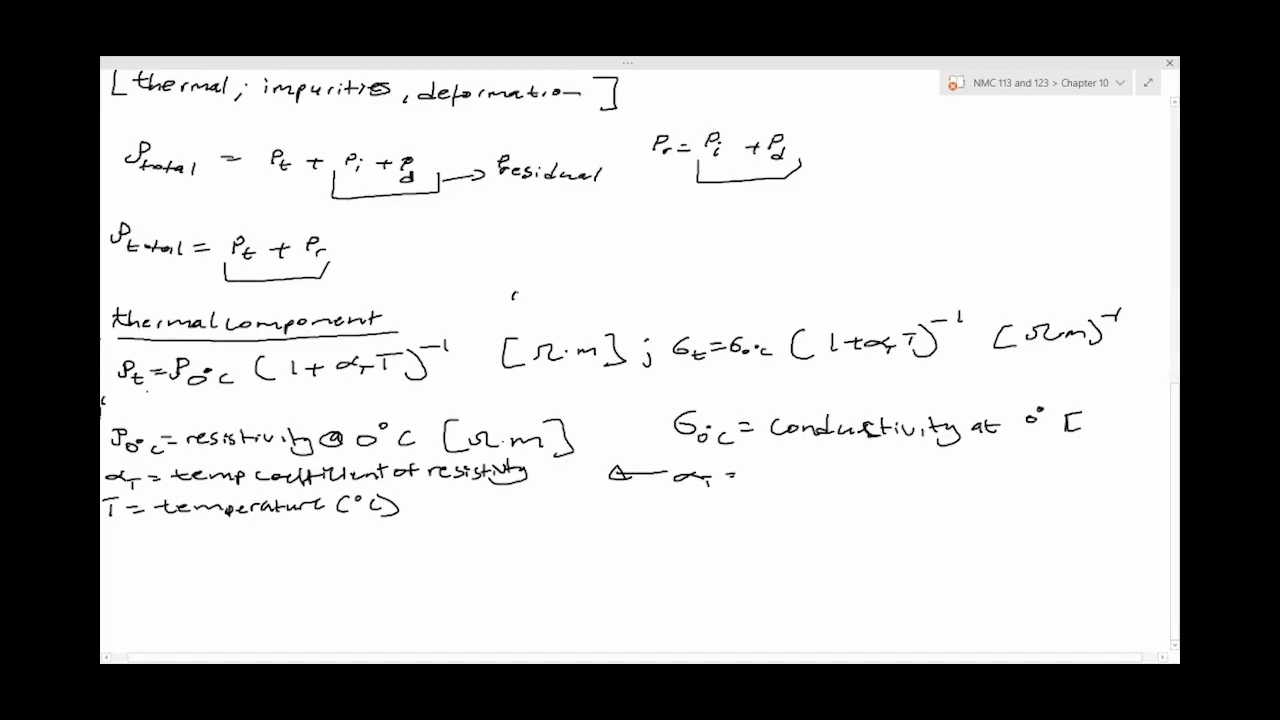 NMC 113 and 123 > Chapter 10
[thermal; impurities, deformation]
ρtotal = ρt + ρi + ρd → residual
ρr = ρi + ρd
ρtotal = ρt + ρr
thermal component
ρt = ρ0°C (1 + αT T)⁻¹ [Ω·m] ; σt = σ0°C (1 + αT T)⁻¹ [Ω·m]⁻¹
ρ0°C = resistivity @ 0°C [Ω·m]
σ0°C = conductivity at 0° [
αT = temp coefficient of resistivity
← αT =
T = temperature (°C)